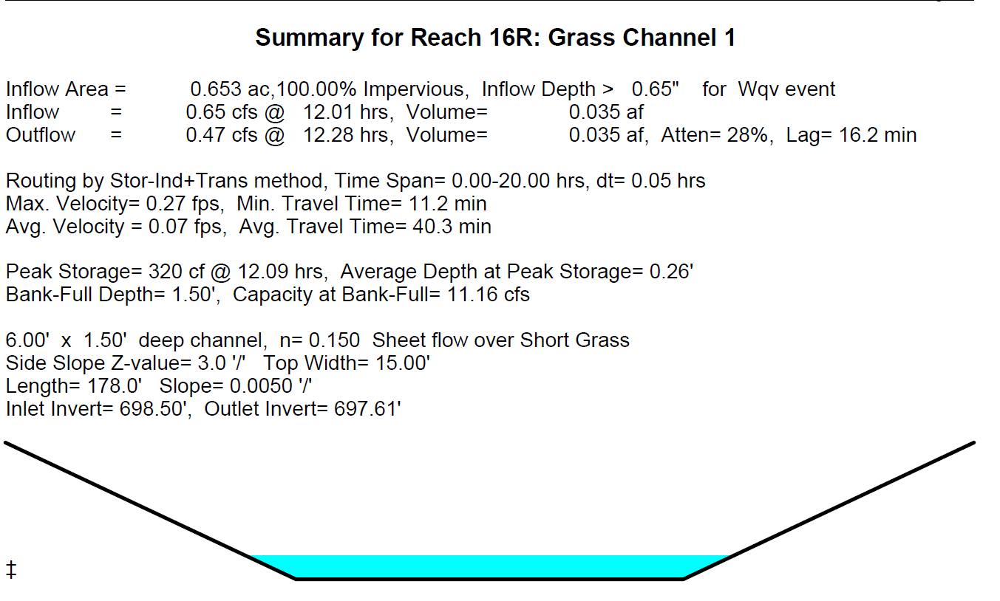 Summary for Reach 16R: Grass Channel 1
Inflow Area = 0.653 ac,100.00% Impervious, Inflow Depth > 0.65" for Wqv event
Inflow = 0.65 cfs @ 12.01 hrs, Volume= 0.035 af
Outflow = 0.47 cfs @ 12.28 hrs, Volume= 0.035 af, Atten= 28%, Lag= 16.2 min
Routing by Stor-Ind+Trans method, Time Span= 0.00-20.00 hrs, dt= 0.05 hrs
Max. Velocity= 0.27 fps, Min. Travel Time= 11.2 min
Avg. Velocity = 0.07 fps, Avg. Travel Time= 40.3 min
Peak Storage= 320 cf @ 12.09 hrs, Average Depth at Peak Storage= 0.26'
Bank-Full Depth= 1.50', Capacity at Bank-Full= 11.16 cfs
6.00' x 1.50' deep channel, n= 0.150 Sheet flow over Short Grass
Side Slope Z-value= 3.0 '/' Top Width= 15.00'
Length= 178.0' Slope= 0.0050 '/'
Inlet Invert= 698.50', Outlet Invert= 697.61'
‡